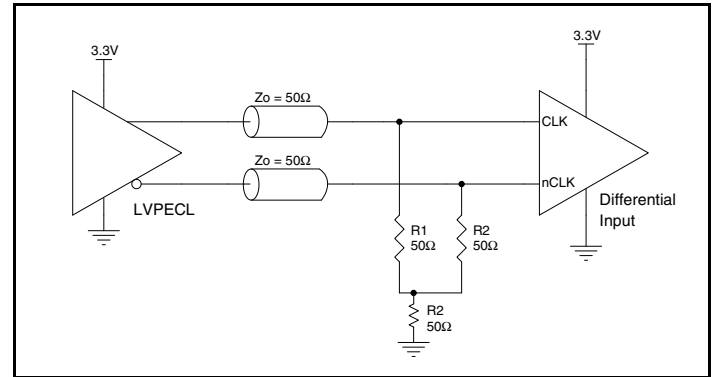 3.3V
3.3V
Zo = 50Ω
CLK
Zo = 50Ω
nCLK
LVPECL
Differential
Input
R1
50Ω
R2
50Ω
R2
50Ω